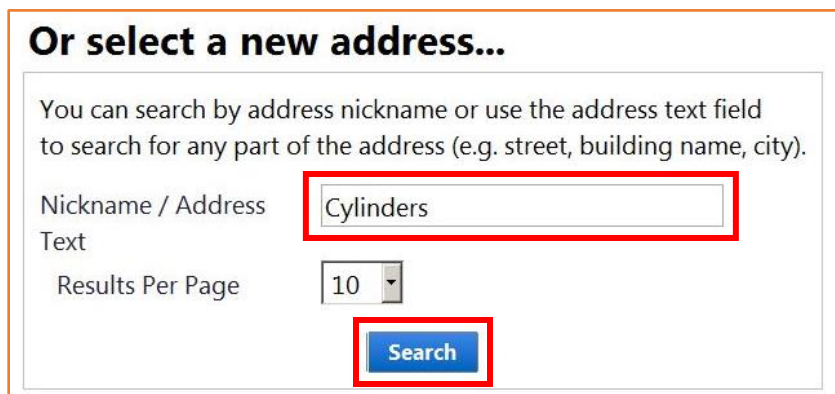 Or select a new address...
You can search by address nickname or use the address text field
to search for any part of the address (e.g. street, building name, city).
Nickname / Address
Text
Cylinders
Results Per Page
10
Search